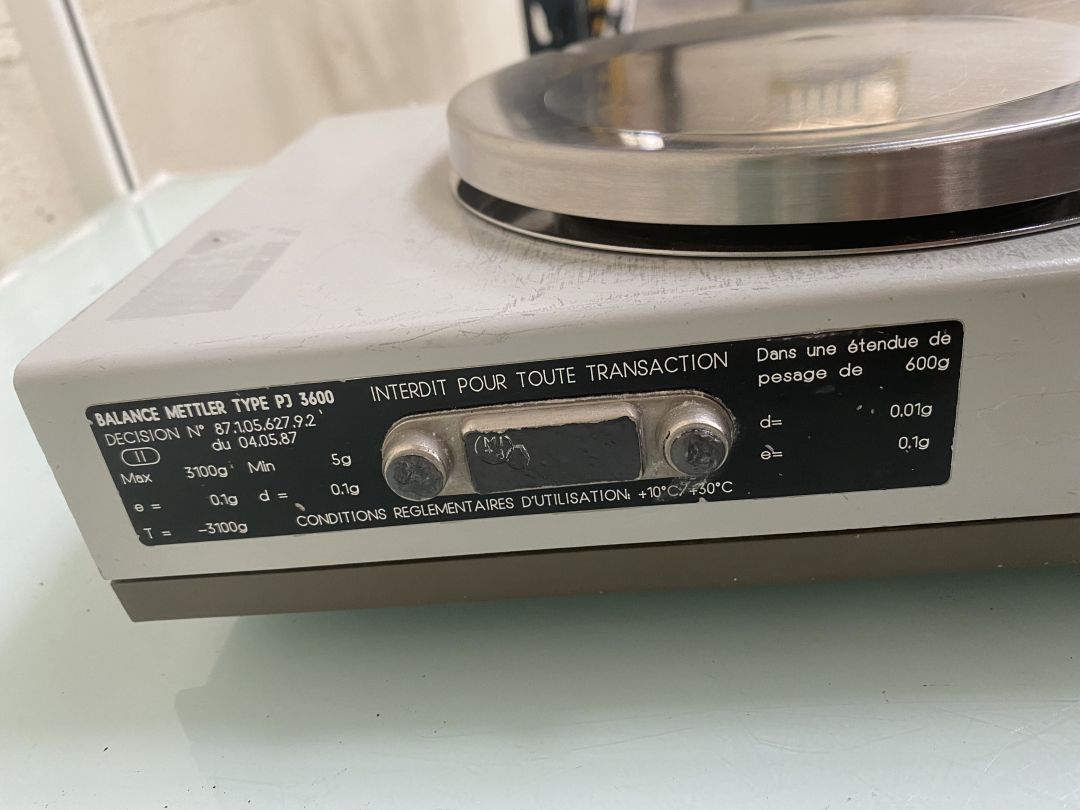 BALANCE METTLER TYPE PJ 3600
DECISION N° 87.1.05.627.9.2
du 04.05.87
II
Max 3100g Min 5g
e = 0.1g d = 0.1g
T = -3100g
INTERDIT POUR TOUTE TRANSACTION
CONDITIONS REGLEMENTAIRES D'UTILISATION: +10°C/+30°C
Dans une étendue de
pesage de 600g
d= 0.01g
e= 0.1g